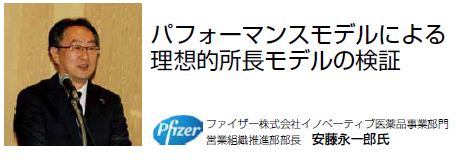 パフォーマンスモデルによる
理想的所長モデルの検証
Pfizer
ファイザー株式会社イノベーティブ医薬品事業部門
営業組織推進部部長　安藤永一郎氏